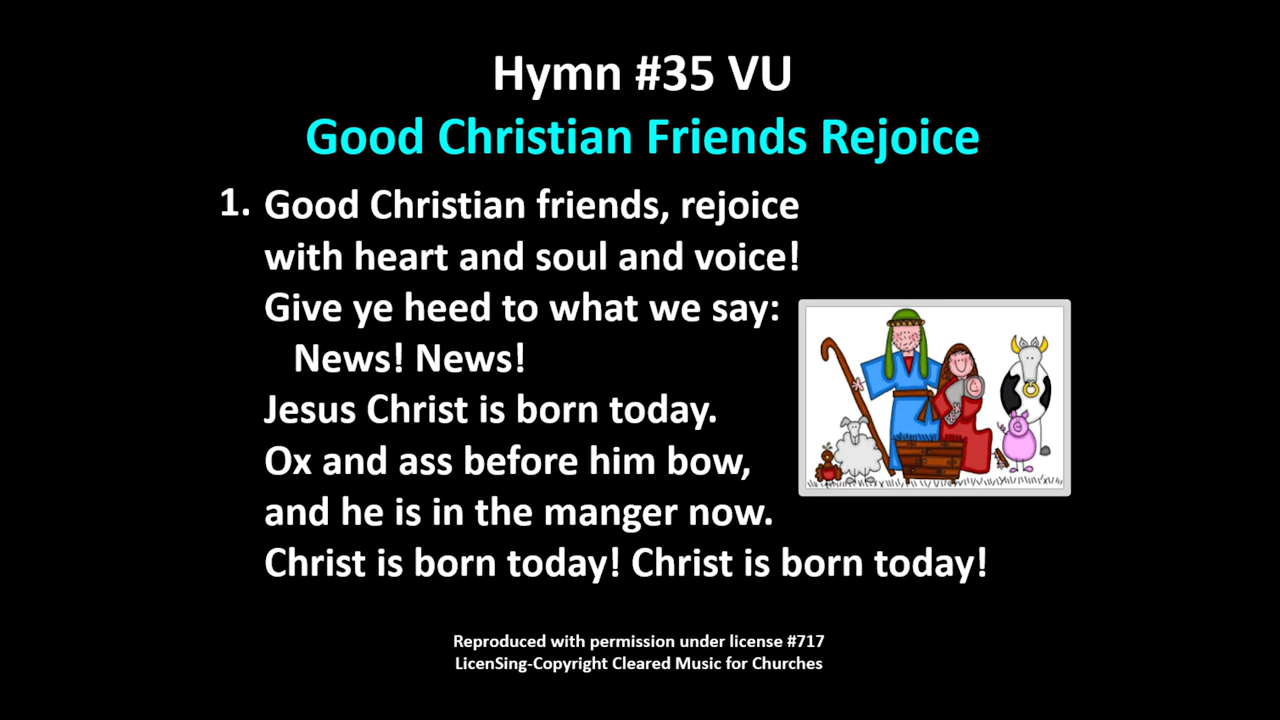 Hymn #35 VU
Good Christian Friends Rejoice
1. Good Christian friends, rejoice
with heart and soul and voice!
Give ye heed to what we say:
News! News!
Jesus Christ is born today.
Ox and ass before him bow,
and he is in the manger now.
Christ is born today! Christ is born today!
Reproduced with permission under license #717
LicenSing-Copyright Cleared Music for Churches